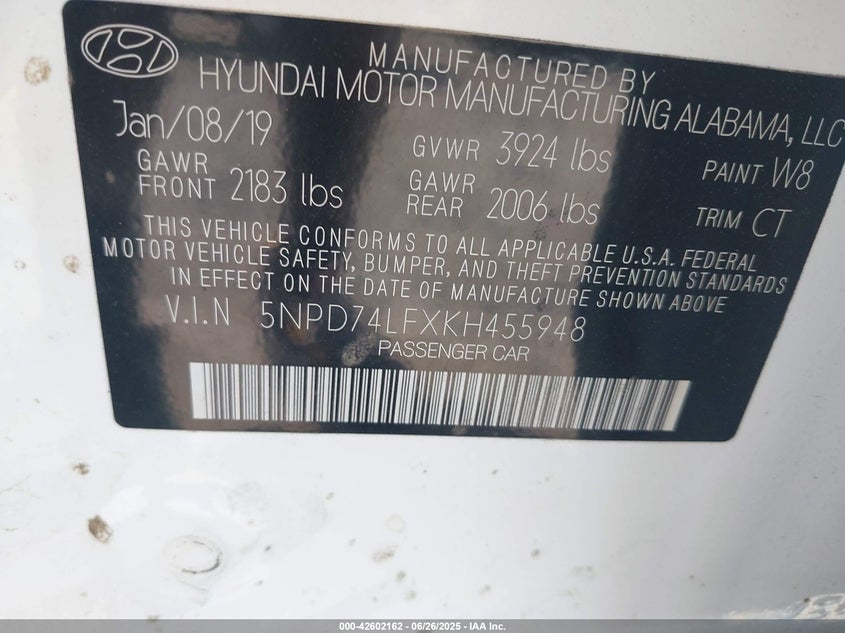 MANUFACTURED BY
HYUNDAI MOTOR MANUFACTURING ALABAMA, LLC
Jan/08/19 GVWR 3924 lbs PAINT W8
GAWR FRONT 2183 lbs GAWR REAR 2006 lbs TRIM CT
THIS VEHICLE CONFORMS TO ALL APPLICABLE U.S.A. FEDERAL
MOTOR VEHICLE SAFETY, BUMPER, AND THEFT PREVENTION STANDARDS
IN EFFECT ON THE DATE OF MANUFACTURE SHOWN ABOVE
V.I.N 5NPD74LFXKH455948
PASSENGER CAR
000-42602162 - 06/26/2025 - IAA Inc.